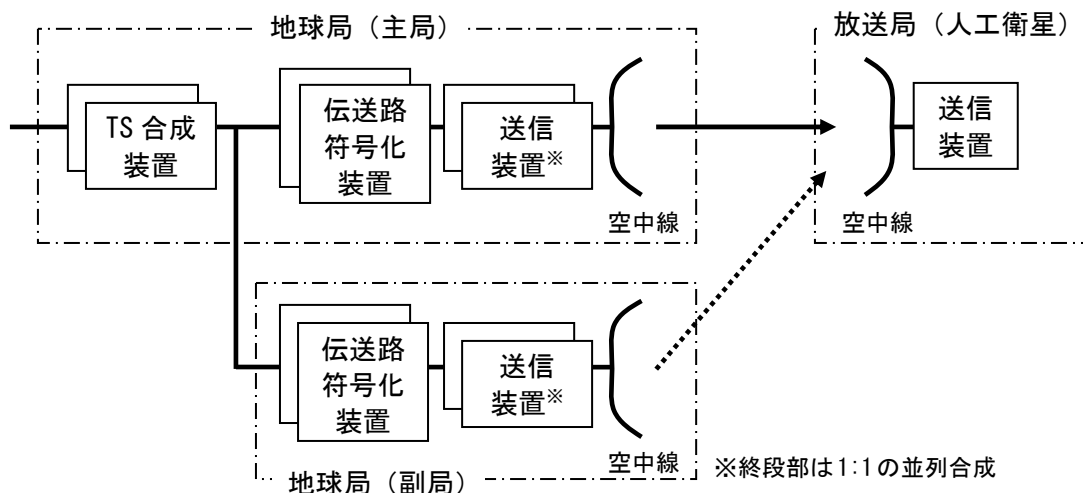 地球局（主局）
放送局（人工衛星）
TS 合成
装置
伝送路
符号化
装置
送信
装置※
空中線
空中線
送信
装置
伝送路
符号化
装置
送信
装置※
空中線
※終段部は1:1の並列合成
地球局（副局）